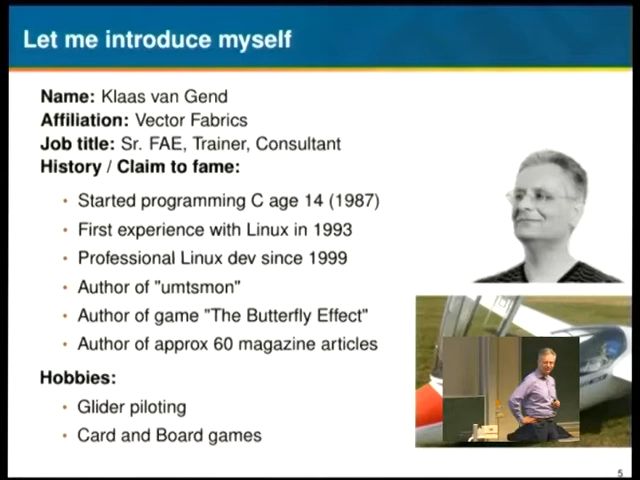 Let me introduce myself
Name: Klaas van Gend
Affiliation: Vector Fabrics
Job title: Sr. FAE, Trainer, Consultant
History / Claim to fame:
• Started programming C age 14 (1987)
• First experience with Linux in 1993
• Professional Linux dev since 1999
• Author of "umtsmon"
• Author of game "The Butterfly Effect"
• Author of approx 60 magazine articles
Hobbies:
• Glider piloting
• Card and Board games
5